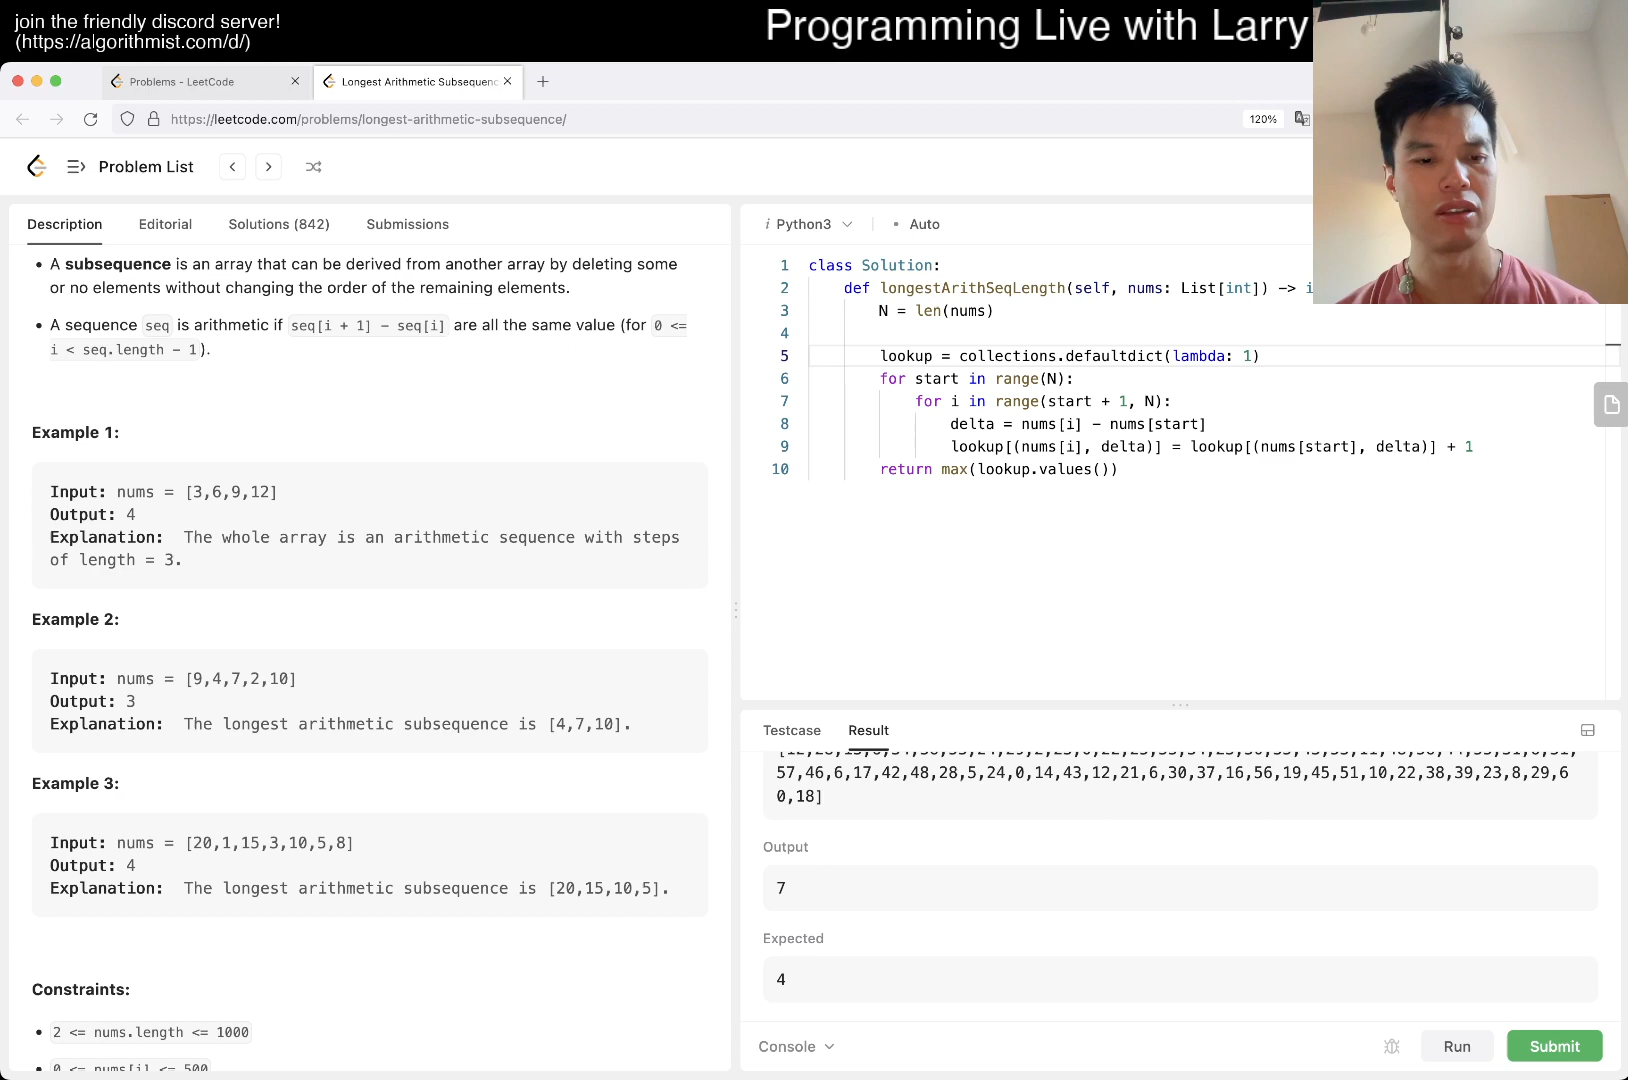 join the friendly discord server!
(https://algorithmist.com/d/)
Programming Live with Larry
Problems - LeetCode
Longest Arithmetic Subsequenc
https://leetcode.com/problems/longest-arithmetic-subsequence/
120%
Problem List
Description Editorial Solutions (842) Submissions
• A subsequence is an array that can be derived from another array by deleting some
or no elements without changing the order of the remaining elements.
• A sequence seq is arithmetic if seq[i + 1] - seq[i] are all the same value (for 0 <=
i < seq.length - 1).
Example 1:
Input: nums = [3,6,9,12]
Output: 4
Explanation: The whole array is an arithmetic sequence with steps
of length = 3.
Example 2:
Input: nums = [9,4,7,2,10]
Output: 3
Explanation: The longest arithmetic subsequence is [4,7,10].
Example 3:
Input: nums = [20,1,15,3,10,5,8]
Output: 4
Explanation: The longest arithmetic subsequence is [20,15,10,5].
Constraints:
• 2 <= nums.length <= 1000
• 0 <= nums[i] <= 500
i Python3 • Auto
1 class Solution:
2 def longestArithSeqLength(self, nums: List[int]) -> i
3 N = len(nums)
4
5 lookup = collections.defaultdict(lambda: 1)
6 for start in range(N):
7 for i in range(start + 1, N):
8 delta = nums[i] - nums[start]
9 lookup[(nums[i], delta)] = lookup[(nums[start], delta)] + 1
10 return max(lookup.values())
Testcase Result
57,46,6,17,42,48,28,5,24,0,14,43,12,21,6,30,37,16,56,19,45,51,10,22,38,39,23,8,29,6
0,18]
Output
7
Expected
4
Console
Run
Submit